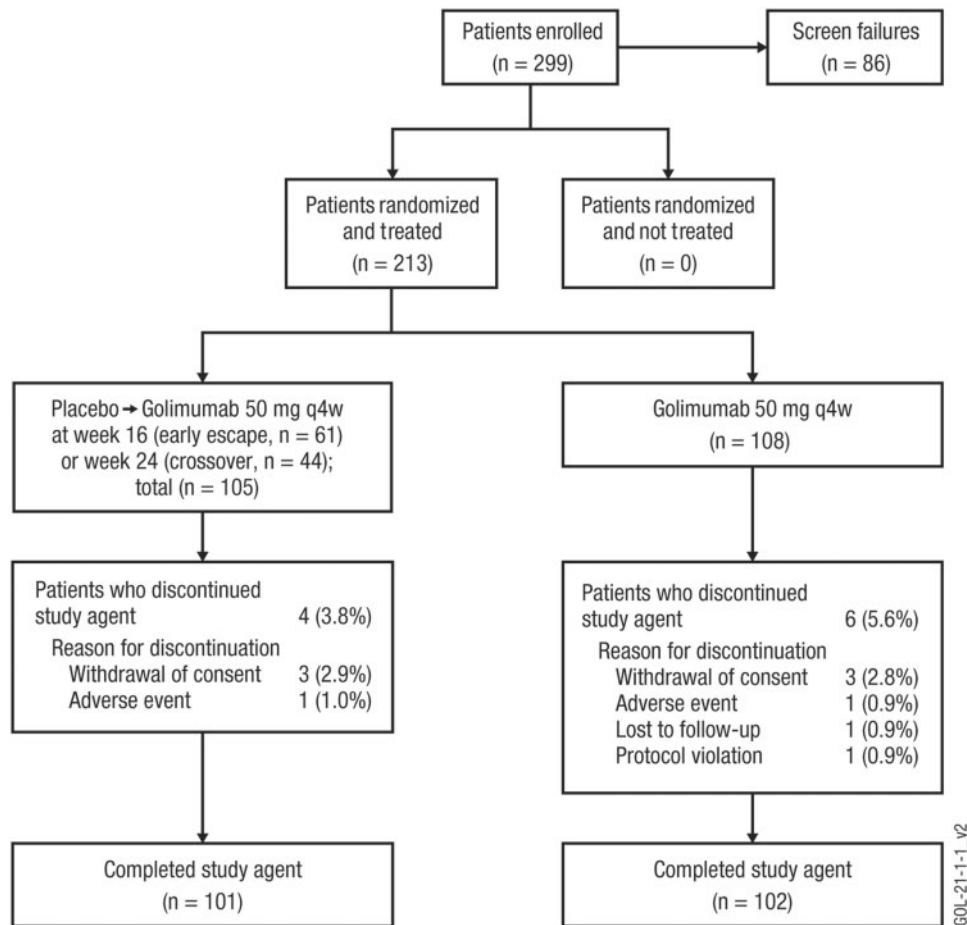 Patients enrolled
(n = 299)
Screen failures
(n = 86)
Patients randomized
and treated
(n = 213)
Patients randomized
and not treated
(n = 0)
Placebo → Golimumab 50 mg q4w
at week 16 (early escape, n = 61)
or week 24 (crossover, n = 44);
total (n = 105)
Golimumab 50 mg q4w
(n = 108)
Patients who discontinued
study agent 4 (3.8%)
Reason for discontinuation
Withdrawal of consent 3 (2.9%)
Adverse event 1 (1.0%)
Patients who discontinued
study agent 6 (5.6%)
Reason for discontinuation
Withdrawal of consent 3 (2.8%)
Adverse event 1 (0.9%)
Lost to follow-up 1 (0.9%)
Protocol violation 1 (0.9%)
Completed study agent
(n = 101)
Completed study agent
(n = 102)
GOL-21-1-1 v2